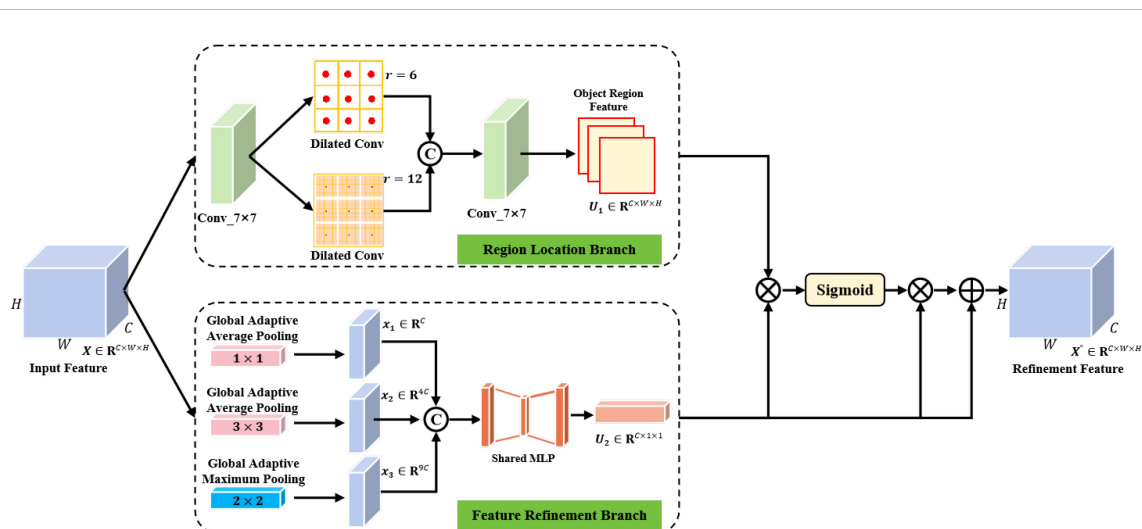 r = 6
Dilated Conv
Conv_7×7
r = 12
Dilated Conv
C
Conv_7×7
Object Region
Feature
U₁ ∈ R^{C×W×H}
Region Location Branch
H
W
C
X ∈ R^{C×W×H}
Input Feature
Global Adaptive
Average Pooling
1 × 1
x₁ ∈ R^{C}
Global Adaptive
Average Pooling
3 × 3
x₂ ∈ R^{4C}
Global Adaptive
Maximum Pooling
2 × 2
x₃ ∈ R^{9C}
C
Shared MLP
U₂ ∈ R^{C×1×1}
Feature Refinement Branch
Sigmoid
H
W
C
X″ ∈ R^{C×W×H}
Refinement Feature